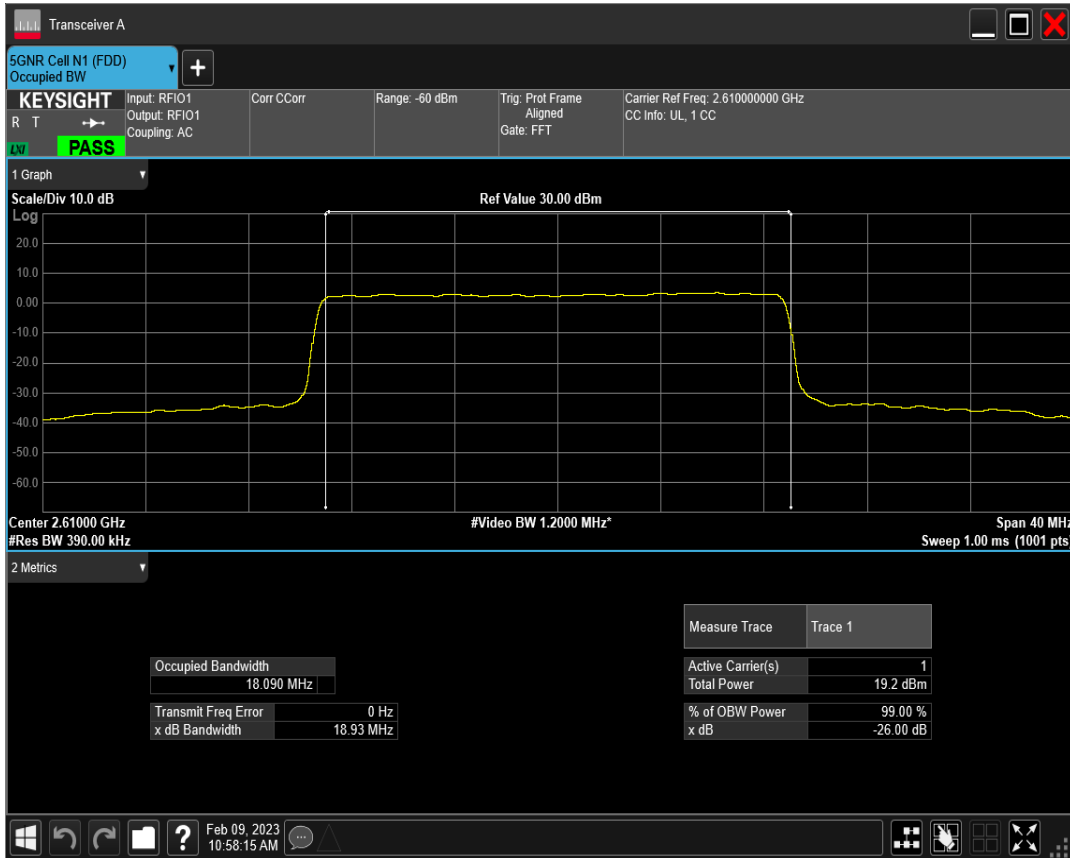 Transceiver A
5GNR Cell N1 (FDD)
Occupied BW
+
KEYSIGHT
R T
LXI
PASS
Input: RFIO1
Output: RFIO1
Coupling: AC
Corr CCorr
Range: -60 dBm
Trig: Prot Frame
Aligned
Gate: FFT
Carrier Ref Freq: 2.610000000 GHz
CC Info: UL, 1 CC
1 Graph
Scale/Div 10.0 dB
Ref Value 30.00 dBm
Log
20.0
10.0
0.00
-10.0
-20.0
-30.0
-40.0
-50.0
-60.0
Center 2.61000 GHz
#Video BW 1.2000 MHz*
Span 40 MHz
#Res BW 390.00 kHz
Sweep 1.00 ms (1001 pts)
2 Metrics
Measure Trace Trace 1
Occupied Bandwidth
18.090 MHz
Transmit Freq Error 0 Hz
x dB Bandwidth 18.93 MHz
Active Carrier(s) 1
Total Power 19.2 dBm
% of OBW Power 99.00 %
x dB -26.00 dB
?
Feb 09, 2023
10:58:15 AM